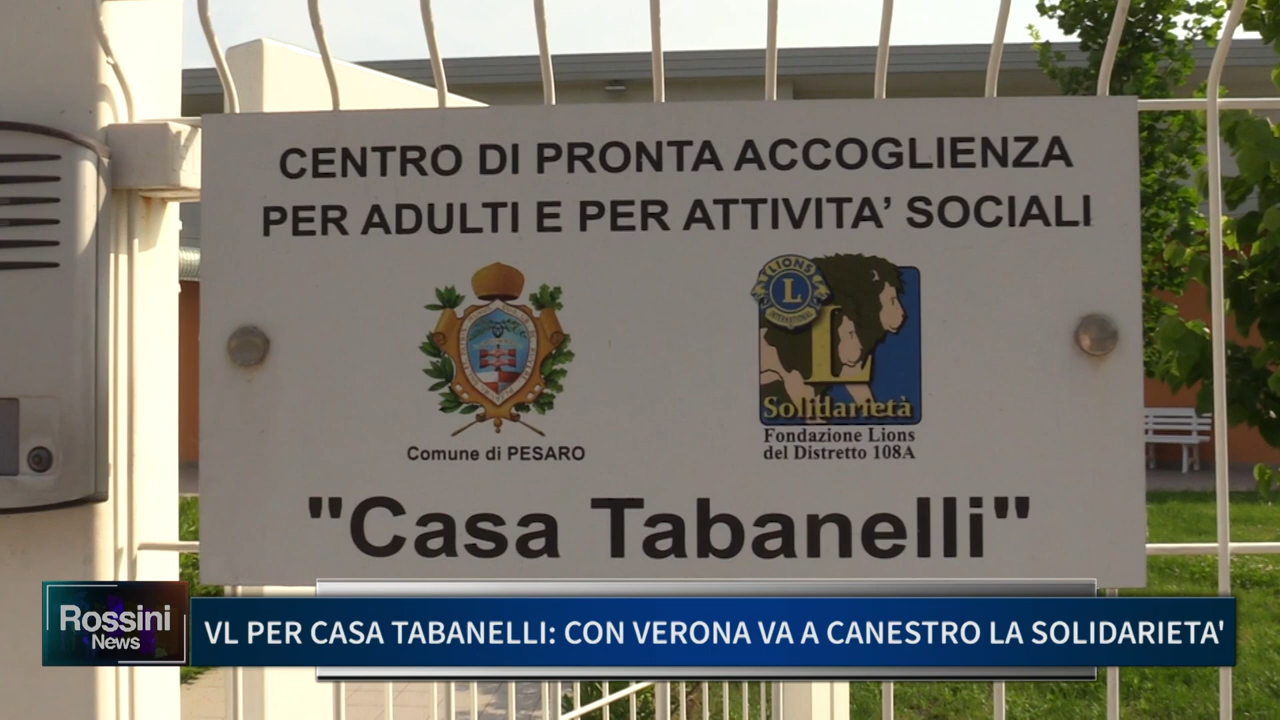 CENTRO DI PRONTA ACCOGLIENZA
PER ADULTI E PER ATTIVITA’ SOCIALI
LIONS
L
INTERNATIONAL
L
Solidarietà
Comune di PESARO
Fondazione Lions
del Distretto 108A
"Casa Tabanelli"
Rossini
News
VL PER CASA TABANELLI: CON VERONA VA A CANESTRO LA SOLIDARIETA'